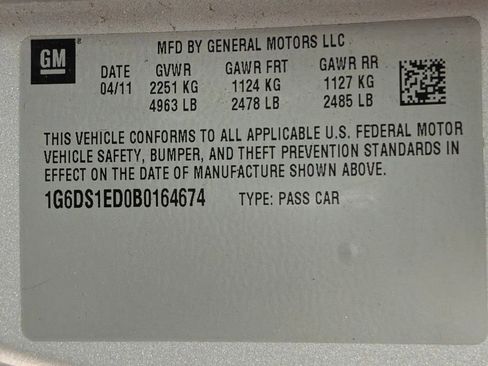 GM
MFD BY GENERAL MOTORS LLC
DATE GVWR GAWR FRT GAWR RR
04/11 2251 KG 1124 KG 1127 KG
4963 LB 2478 LB 2485 LB
THIS VEHICLE CONFORMS TO ALL APPLICABLE U.S. FEDERAL MOTOR
VEHICLE SAFETY, BUMPER, AND THEFT PREVENTION STANDARDS IN
EFFECT ON THE DATE OF MANUFACTURE SHOWN ABOVE.
1G6DS1ED0B0164674 TYPE: PASS CAR